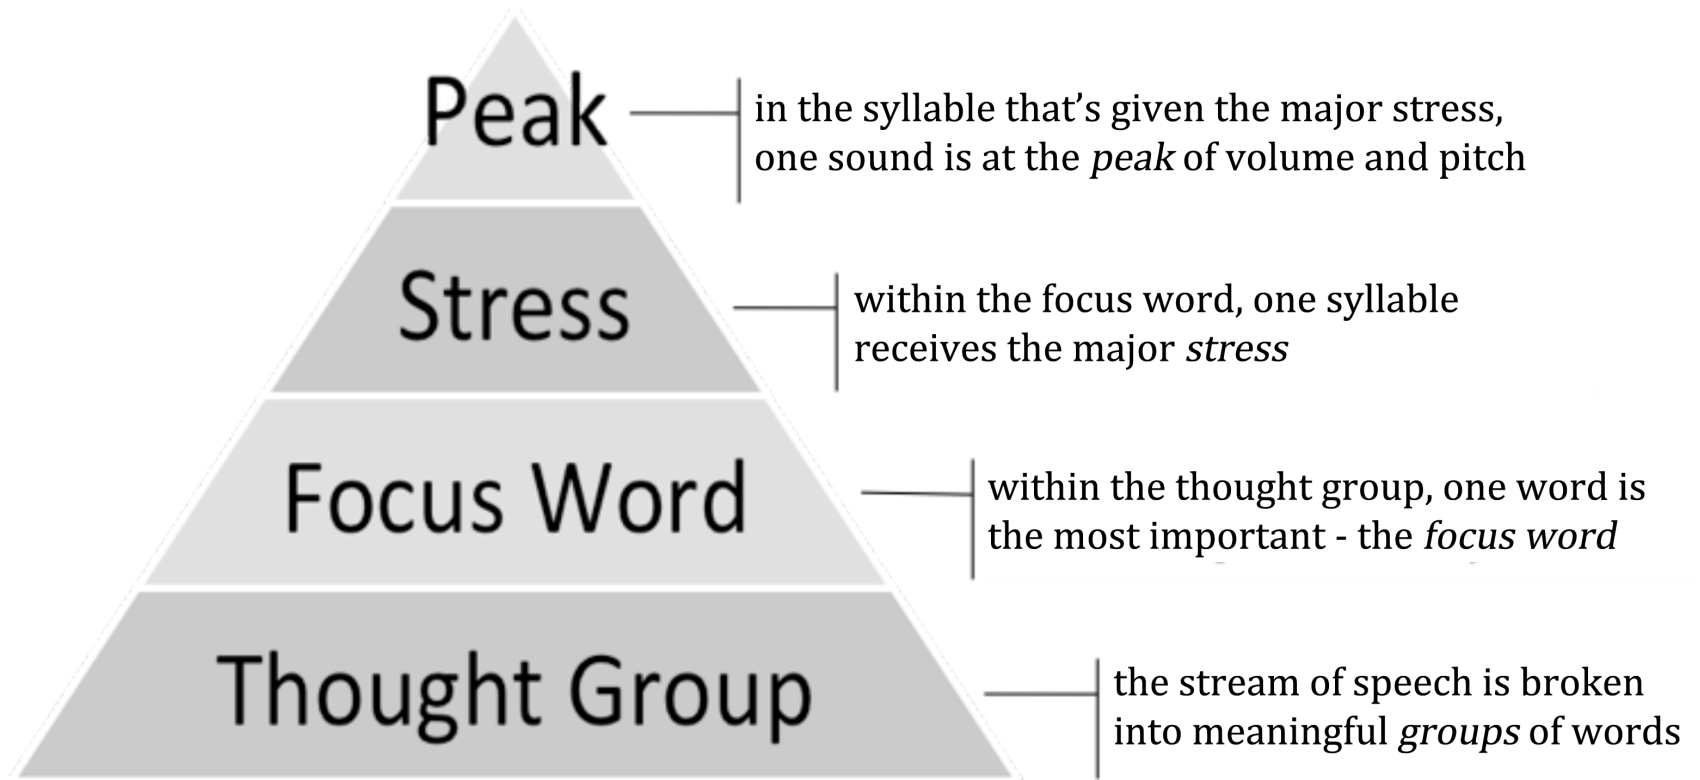 Peak
in the syllable that’s given the major stress,
one sound is at the peak of volume and pitch
Stress
within the focus word, one syllable
receives the major stress
Focus Word
within the thought group, one word is
the most important - the focus word
Thought Group
the stream of speech is broken
into meaningful groups of words